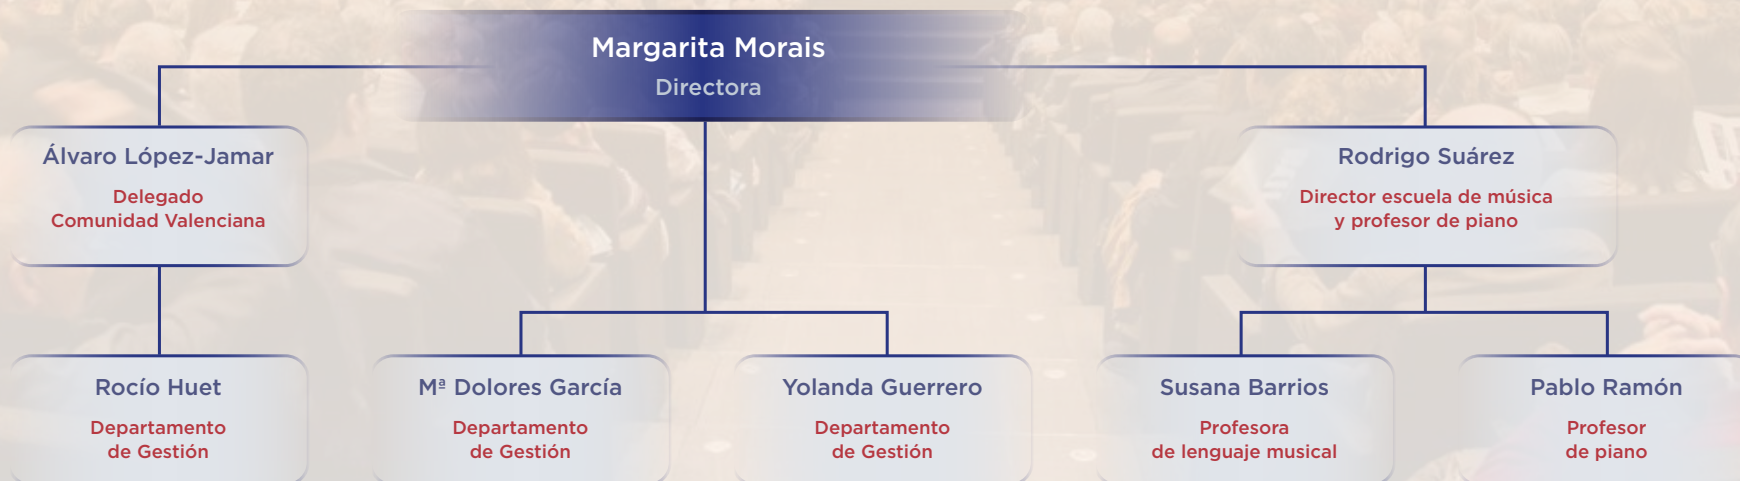 Margarita Morais
Directora
Álvaro López-Jamar
Delegado
Comunidad Valenciana
Rodrigo Suárez
Director escuela de música
y profesor de piano
Rocío Huet
Departamento
de Gestión
Mª Dolores García
Departamento
de Gestión
Yolanda Guerrero
Departamento
de Gestión
Susana Barrios
Profesora
de lenguaje musical
Pablo Ramón
Profesor
de piano